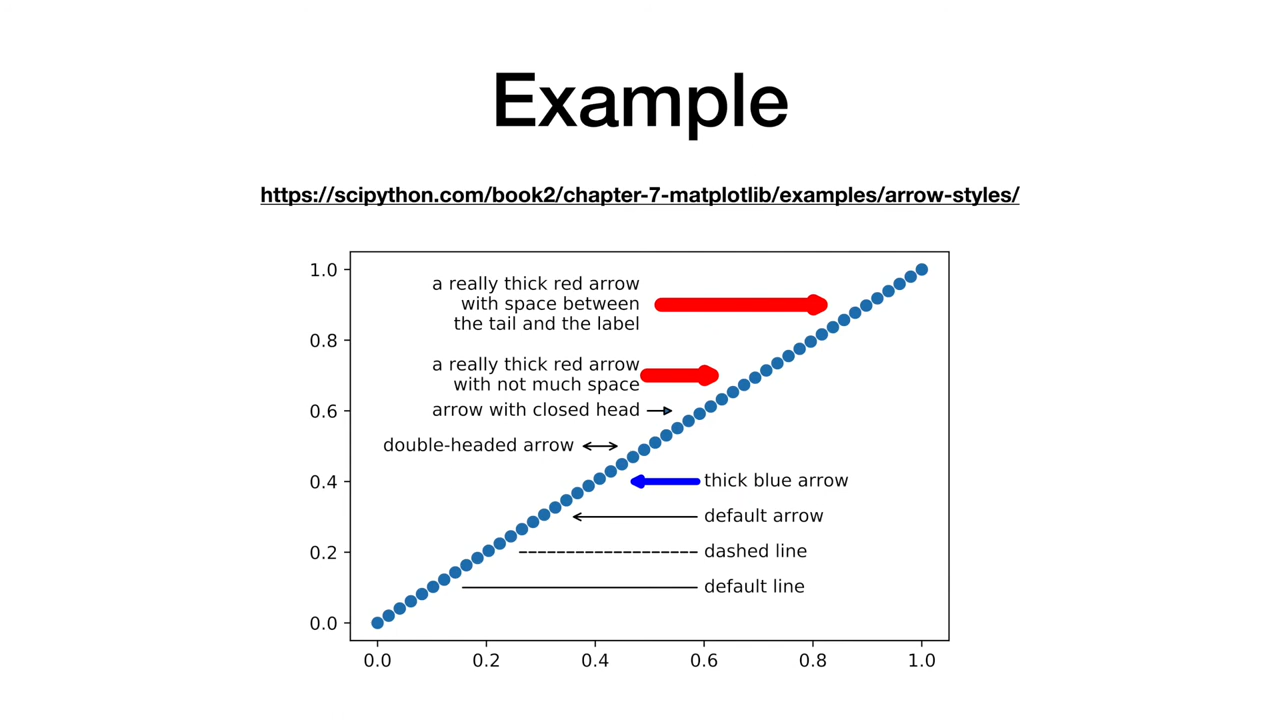 Example
https://scipython.com/book2/chapter-7-matplotlib/examples/arrow-styles/
1.0
0.8
0.6
0.4
0.2
0.0
a really thick red arrow
with space between
the tail and the label
a really thick red arrow
with not much space
arrow with closed head
double-headed arrow
thick blue arrow
default arrow
dashed line
default line
0.0 0.2 0.4 0.6 0.8 1.0